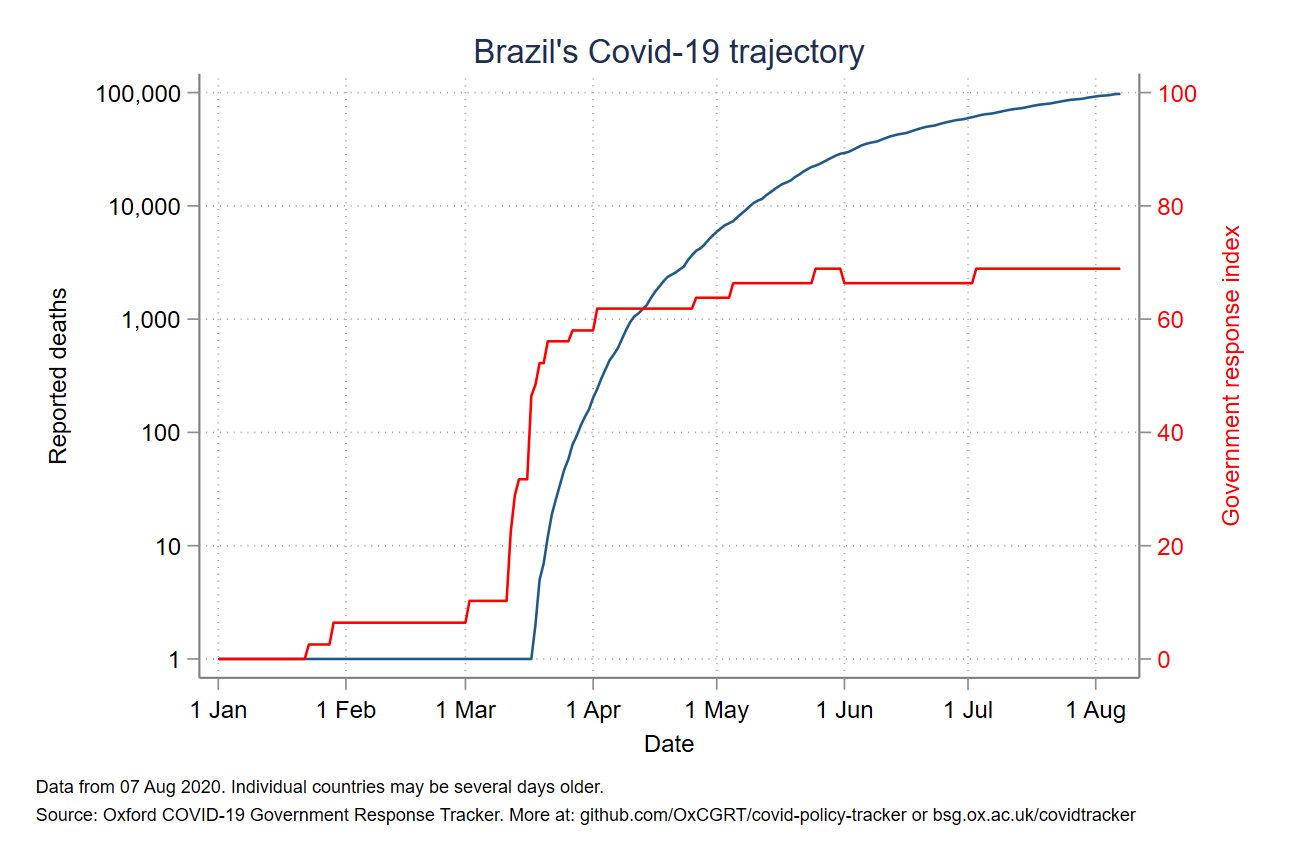 Brazil's Covid-19 trajectory
100,000
10,000
1,000
100
10
1
Reported deaths
100
80
60
40
20
0
Government response index
1 Jan 1 Feb 1 Mar 1 Apr 1 May 1 Jun 1 Jul 1 Aug
Date
Data from 07 Aug 2020. Individual countries may be several days older.
Source: Oxford COVID-19 Government Response Tracker. More at: github.com/OxCGRT/covid-policy-tracker or bsg.ox.ac.uk/covidtracker